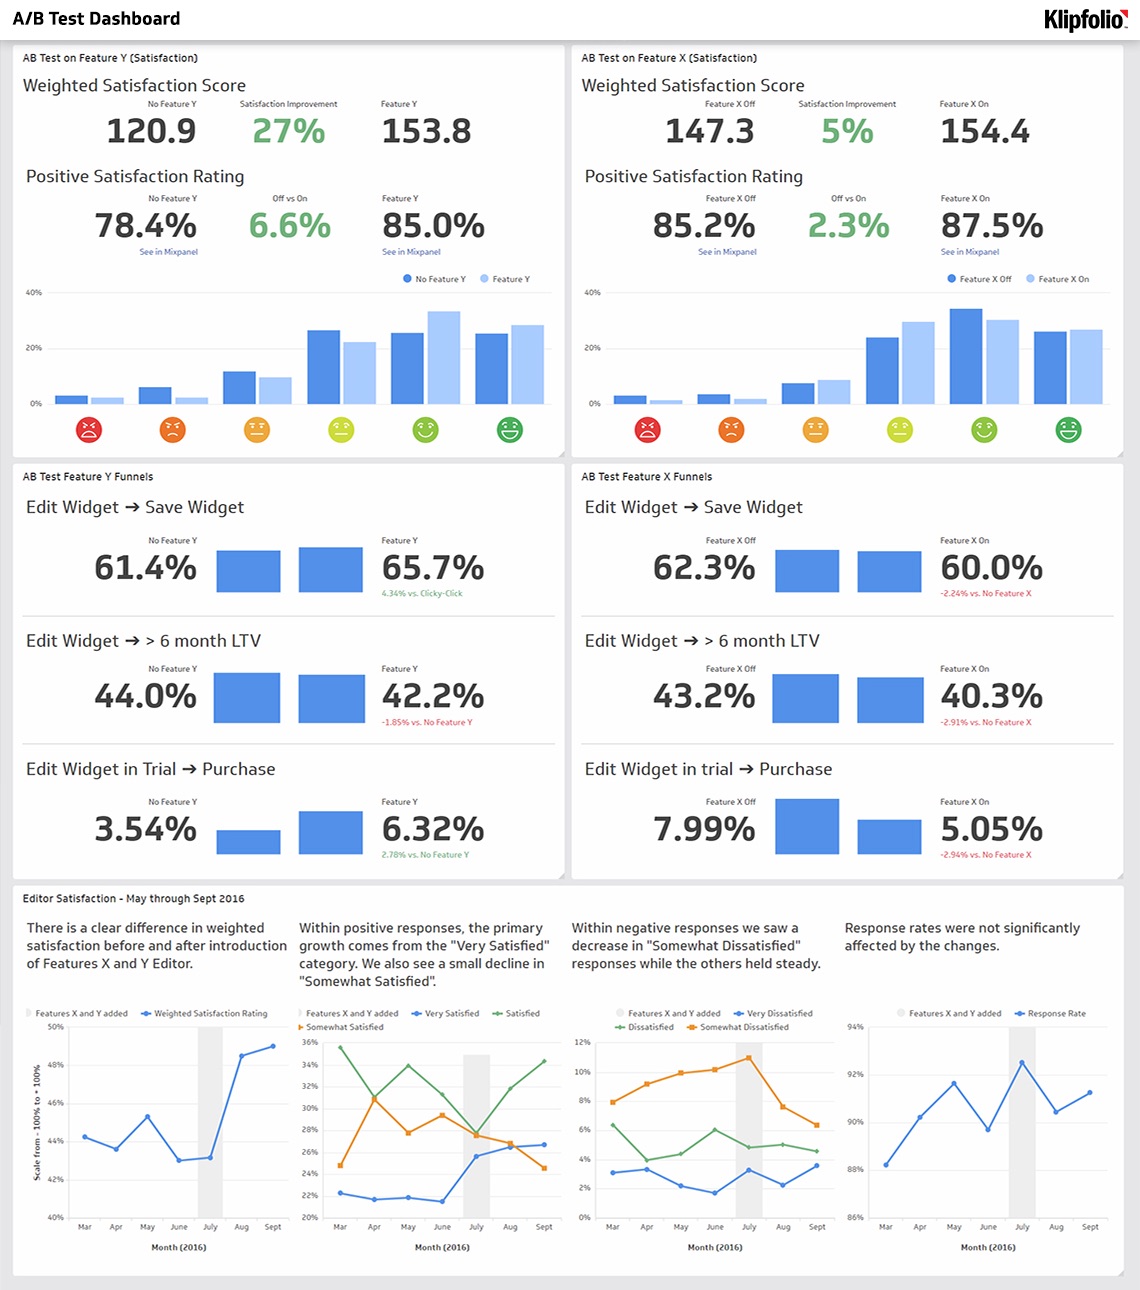 A/B Test Dashboard
Klipfolio
AB Test on Feature Y (Satisfaction)
Weighted Satisfaction Score
No Feature Y
Satisfaction Improvement
Feature Y
120.9
27%
153.8
Positive Satisfaction Rating
No Feature Y
Off vs On
Feature Y
78.4%
6.6%
85.0%
See in Mixpanel
See in Mixpanel
No Feature Y
Feature Y
40%
20%
0%
AB Test on Feature X (Satisfaction)
Weighted Satisfaction Score
Feature X Off
Satisfaction Improvement
Feature X On
147.3
5%
154.4
Positive Satisfaction Rating
Feature X Off
Off vs On
Feature X On
85.2%
2.3%
87.5%
See in Mixpanel
See in Mixpanel
Feature X Off
Feature X On
40%
20%
0%
AB Test Feature Y Funnels
Edit Widget ➔ Save Widget
No Feature Y
Feature Y
61.4%
65.7%
4.34% vs. Clicky-Click
Edit Widget ➔ > 6 month LTV
No Feature Y
Feature Y
44.0%
42.2%
-1.85% vs. No Feature Y
Edit Widget in Trial ➔ Purchase
No Feature Y
Feature Y
3.54%
6.32%
2.78% vs. No Feature Y
AB Test Feature X Funnels
Edit Widget ➔ Save Widget
Feature X Off
Feature X On
62.3%
60.0%
-2.24% vs. No Feature X
Edit Widget ➔ > 6 month LTV
Feature X Off
Feature X On
43.2%
40.3%
-2.91% vs. No Feature X
Edit Widget in trial ➔ Purchase
Feature X Off
Feature X On
7.99%
5.05%
-2.94% vs. No Feature X
Editor Satisfaction - May through Sept 2016
There is a clear difference in weighted
satisfaction before and after introduction
of Features X and Y Editor.
Features X and Y added
Weighted Satisfaction Rating
50%
48%
46%
44%
42%
40%
Scale from - 100% to + 100%
Mar
Apr
May
June
July
Aug
Sept
Month (2016)
Within positive responses, the primary
growth comes from the "Very Satisfied"
category. We also see a small decline in
"Somewhat Satisfied".
Features X and Y added
Very Satisfied
Satisfied
Somewhat Satisfied
36%
34%
32%
30%
28%
26%
24%
22%
20%
Mar
Apr
May
June
July
Aug
Sept
Month (2016)
Within negative responses we saw a
decrease in "Somewhat Dissatisfied"
responses while the others held steady.
Features X and Y added
Very Dissatisfied
Dissatisfied
Somewhat Dissatisfied
12%
10%
8%
6%
4%
2%
0%
Mar
Apr
May
June
July
Aug
Sept
Month (2016)
Response rates were not significantly
affected by the changes.
Features X and Y added
Response Rate
94%
92%
90%
88%
86%
Mar
Apr
May
June
July
Aug
Sept
Month (2016)